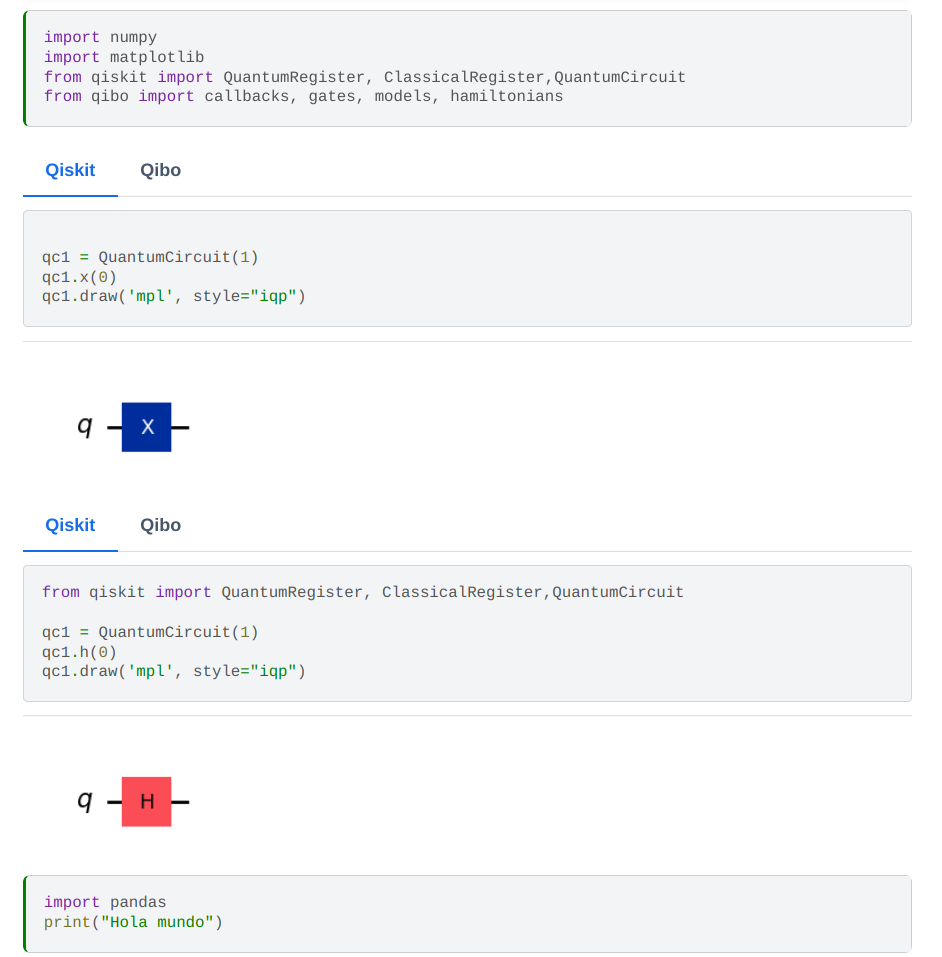 import numpy
import matplotlib
from qiskit import QuantumRegister, ClassicalRegister,QuantumCircuit
from qibo import callbacks, gates, models, hamiltonians
Qiskit Qibo
qc1 = QuantumCircuit(1)
qc1.x(0)
qc1.draw('mpl', style="iqp")
q X
Qiskit Qibo
from qiskit import QuantumRegister, ClassicalRegister,QuantumCircuit
qc1 = QuantumCircuit(1)
qc1.h(0)
qc1.draw('mpl', style="iqp")
q H
import pandas
print("Hola mundo")